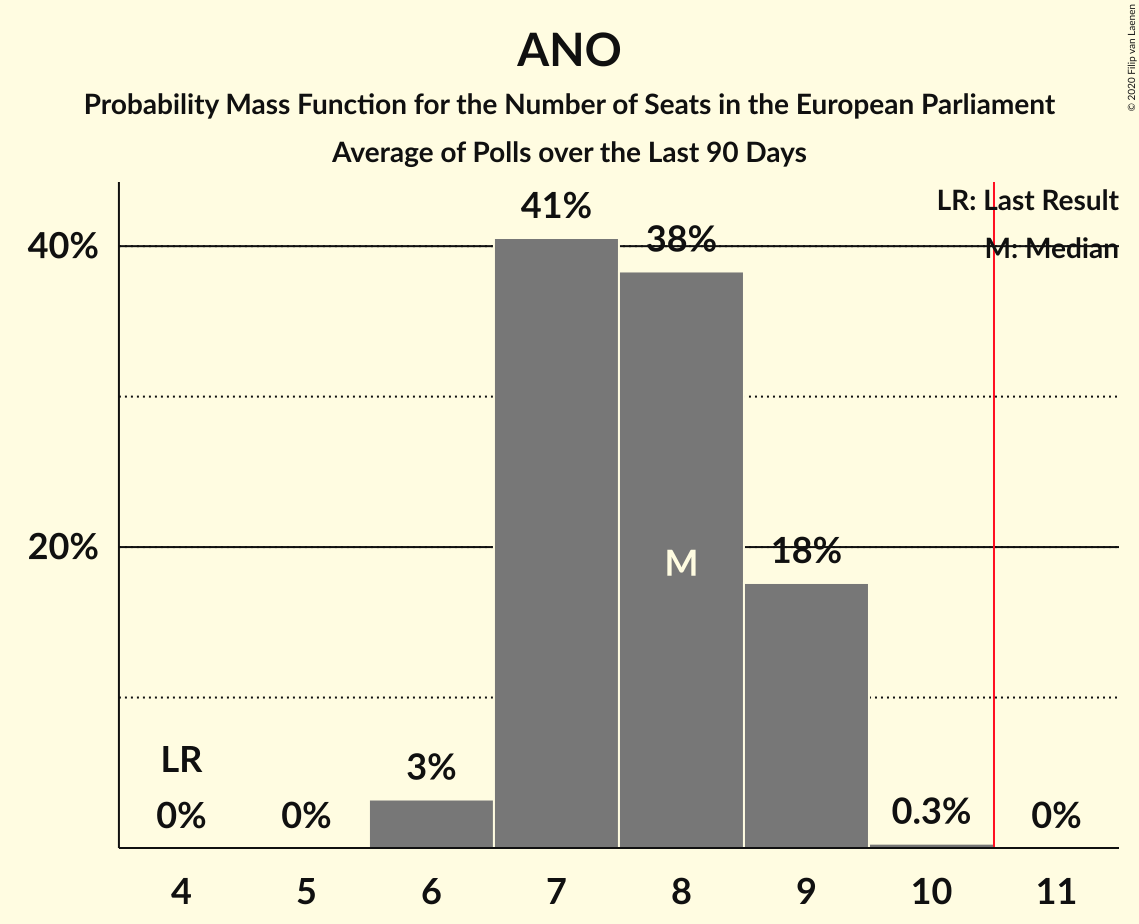 ANO
Probability Mass Function for the Number of Seats in the European Parliament
Average of Polls over the Last 90 Days
© 2020 Filip van Laenen
LR: Last Result
M: Median
40%
20%
41%
38%
18%
M
LR
0%
0%
3%
0.3%
0%
4 5 6 7 8 9 10 11